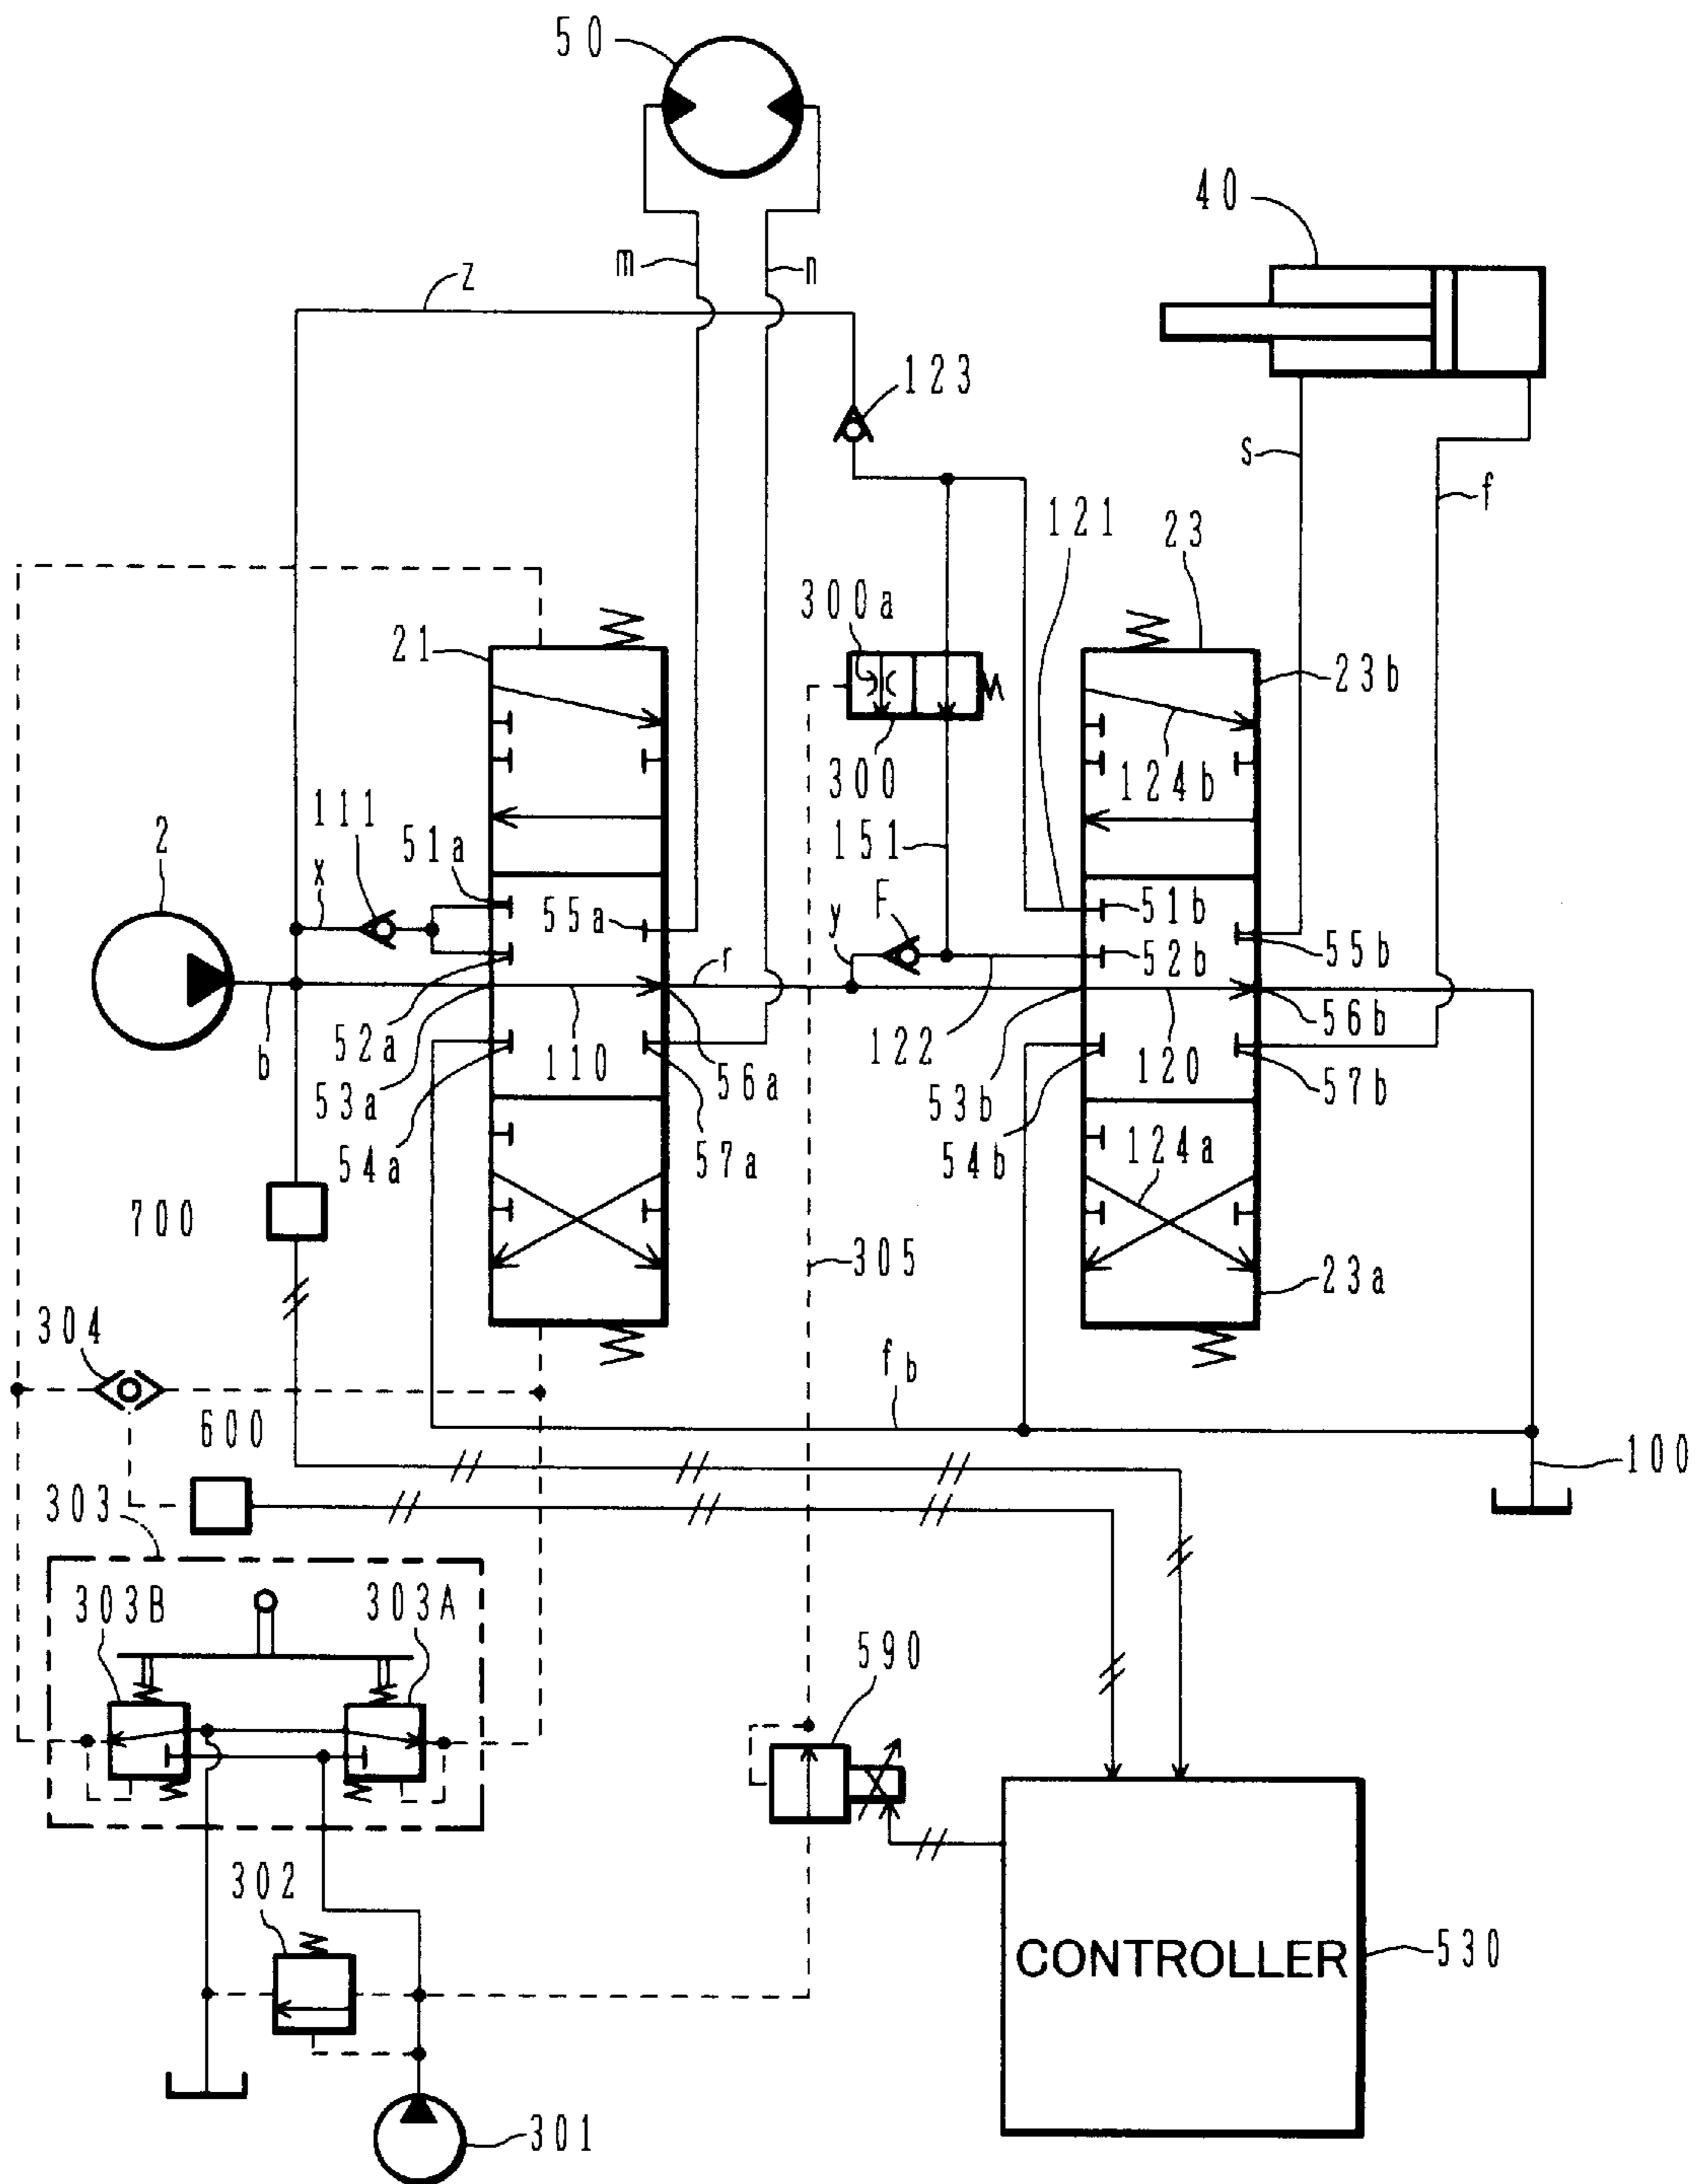 50
40
m
n
z
123
s
f
121
23
300a
21
23b
300
124b
111
51a
2
x
151
55a
F
51b
y
52b
r
55b
52a
122
56b
b
110
56a
120
53a
53b
57b
54a
57a
54b
124a
700
305
23a
304
fb
600
100
303
303B
303A
590
302
CONTROLLER
530
301